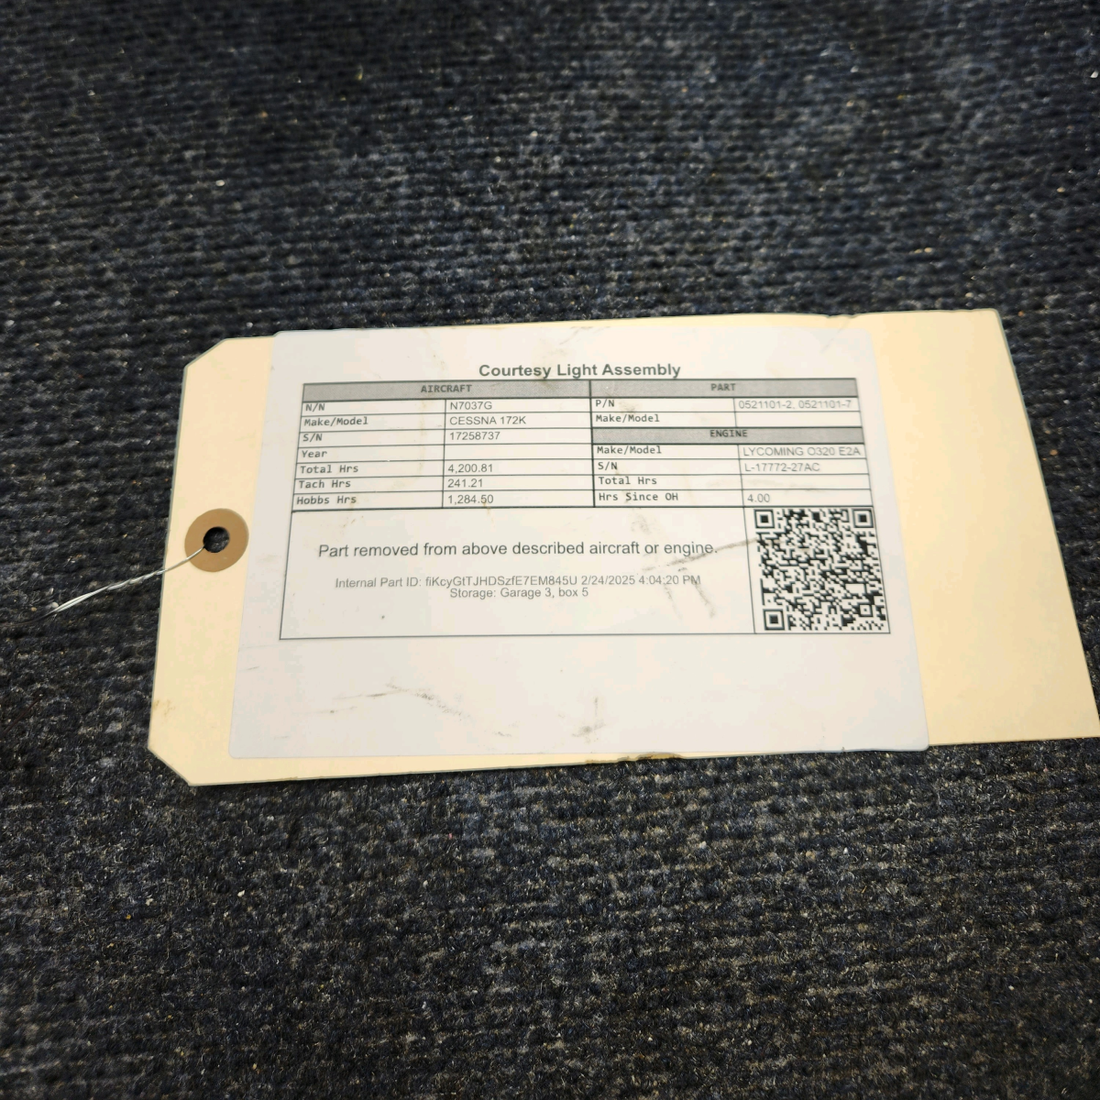 Courtesy Light Assembly
AIRCRAFT PART
N/N N7037G P/N 0521101-2, 0521101-7
Make/Model CESSNA 172K Make/Model
S/N 17258737 ENGINE
Year Make/Model LYCOMING O320 E2A
Total Hrs 4,200.81 S/N L-17772-27AC
Tach Hrs 241.21 Total Hrs
Hobbs Hrs 1,284.50 Hrs Since OH 4.00
Part removed from above described aircraft or engine.
Internal Part ID: fiKcyGtTJHDSzfE7EM845U 2/24/2025 4:04:20 PM
Storage: Garage 3, box 5